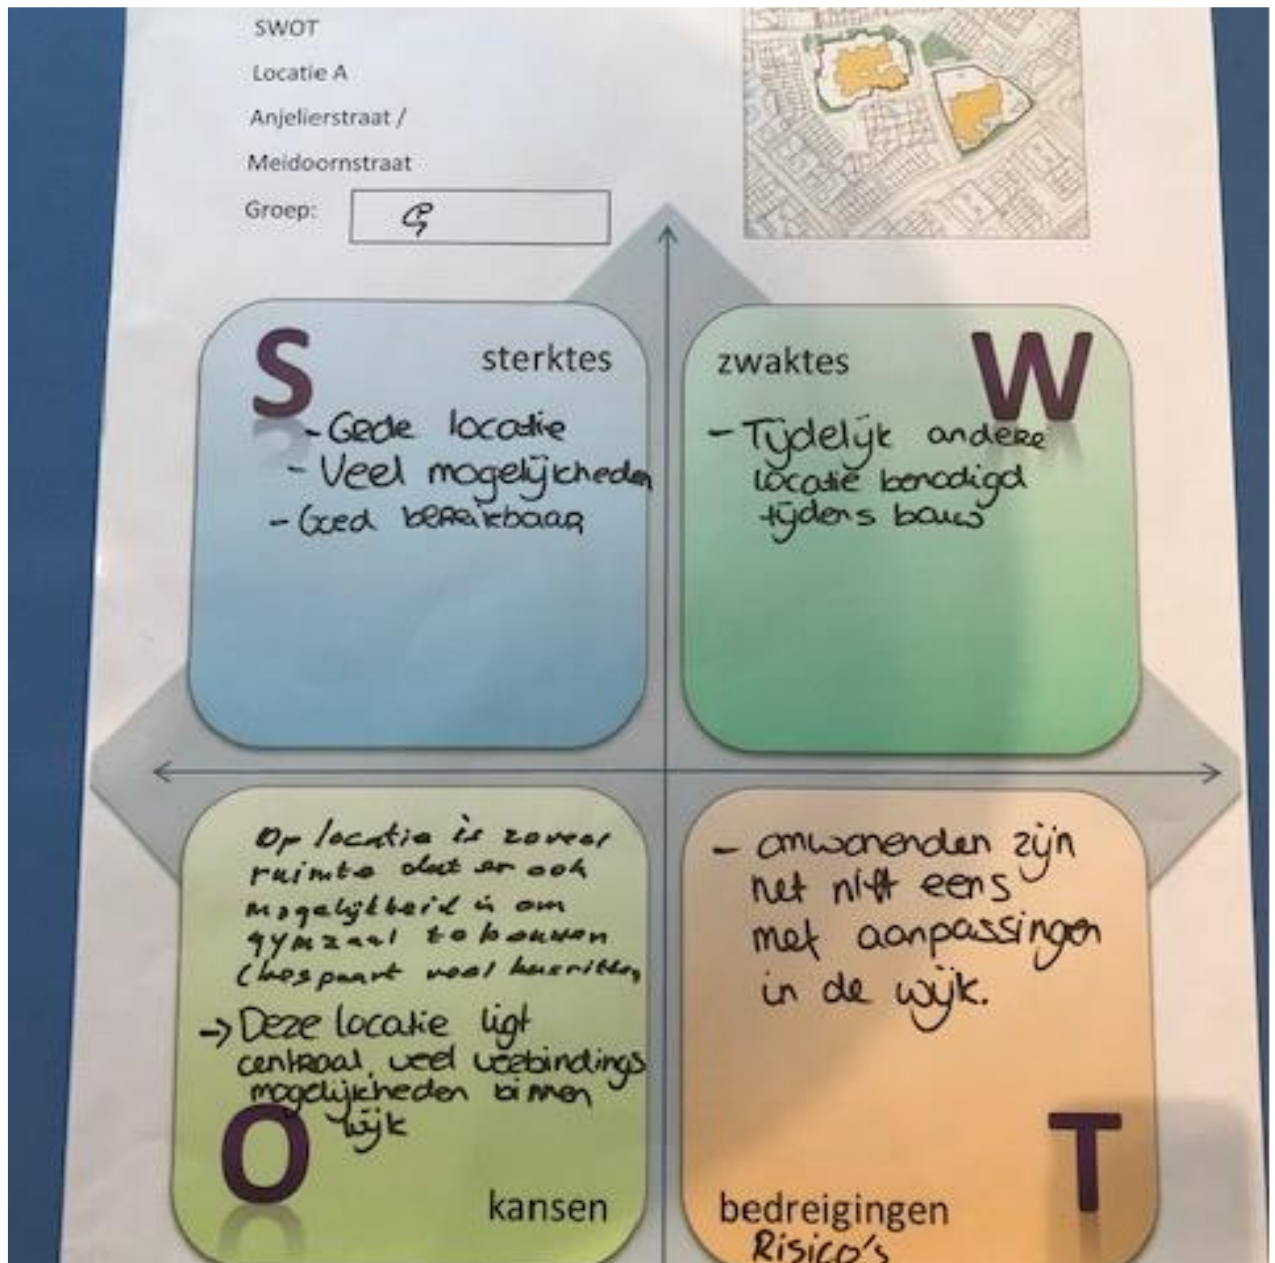 SWOT
Locatie A
Anjelierstraat /
Meidoornstraat
Groep:
S
sterktes
- Goede locatie
- Veel mogelijkheden
- Goed bereikbaar
zwaktes
W
- Tijdelijk andere
locatie benodigd
tijdens bouw
Op locatie is zoveel
ruimte dat er ook
mogelijkheid is om
gymzaal te bouwen
(bespaart veel busritten
→ Deze locatie ligt
centraal, veel verbindings
mogelijkheden binnen
wijk
O
kansen
- omwonenden zijn
het niet eens
met aanpassingen
in de wijk.
T
bedreigingen
Risico's